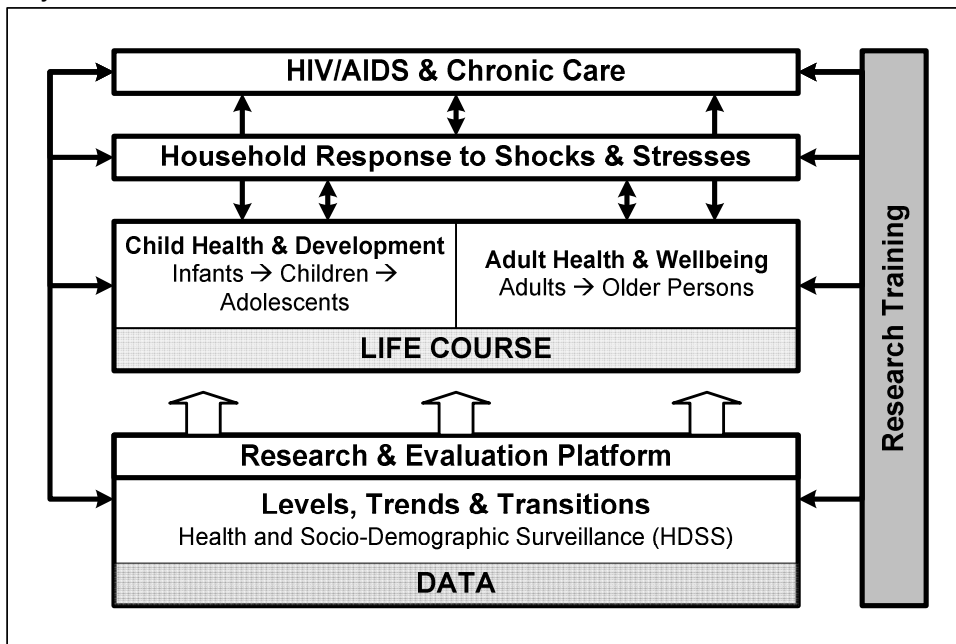 HIV/AIDS & Chronic Care
Household Response to Shocks & Stresses
Child Health & Development
Infants → Children →
Adolescents
Adult Health & Wellbeing
Adults → Older Persons
LIFE COURSE
Research & Evaluation Platform
Levels, Trends & Transitions
Health and Socio-Demographic Surveillance (HDSS)
DATA
Research Training